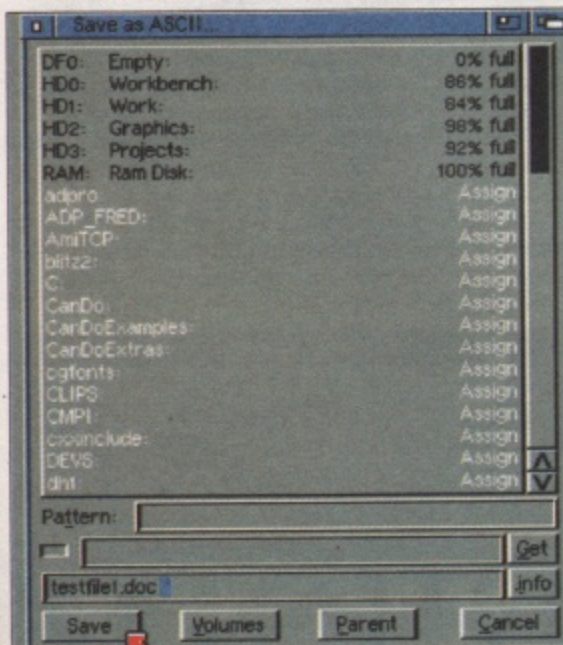 Save as ASCII...
DF0: Empty: 0% full
HD0: Workbench: 86% full
HD1: Work: 84% full
HD2: Graphics: 98% full
HD3: Projects: 92% full
RAM: Ram Disk: 100% full
adpro Assign
ADP_FRED: Assign
AmiTCP: Assign
blitz2: Assign
C: Assign
CanDo: Assign
CanDoExamples: Assign
CanDoExtras: Assign
cgfonts: Assign
CLIPS: Assign
CMPI: Assign
cxxinclude: Assign
DEVS: Assign
dh1: Assign
Pattern:
Get
testfile1.doc
.info
Save Volumes Parent Cancel